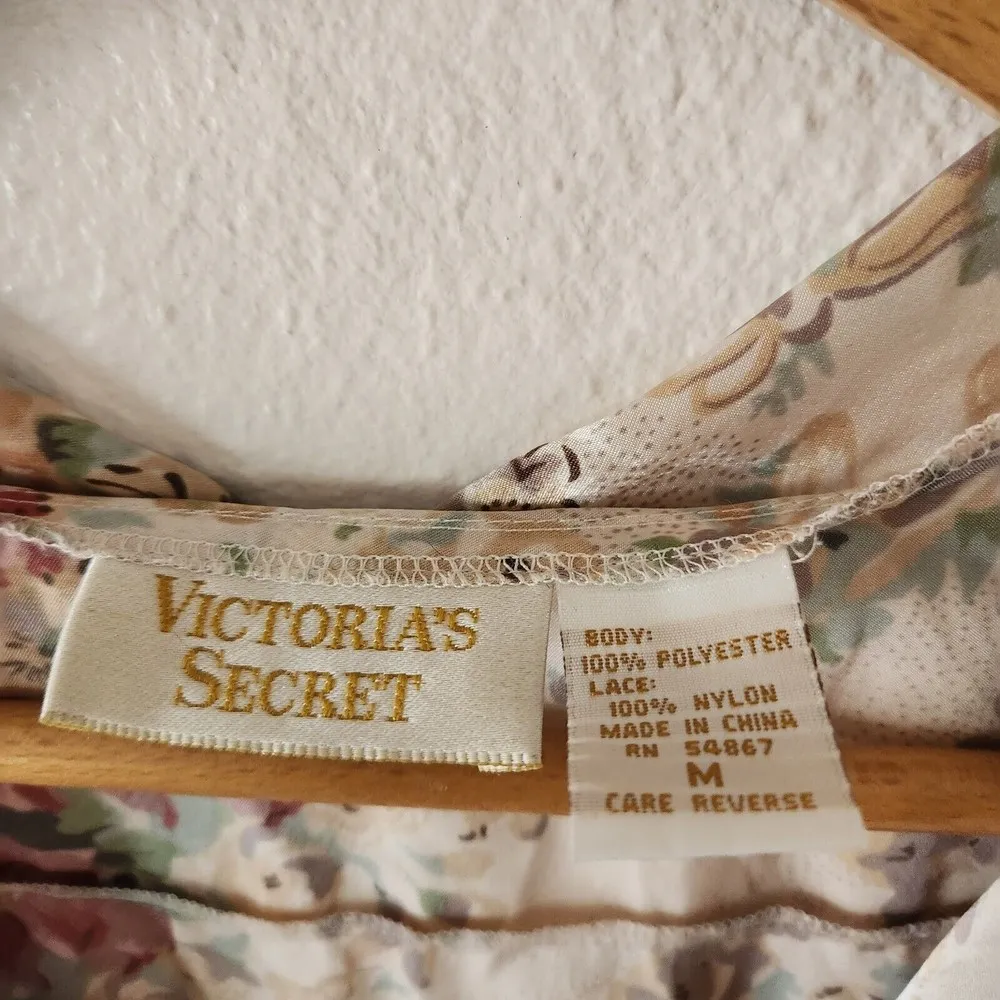 VICTORIA'S
SECRET
BODY:
100% POLYESTER
LACE:
100% NYLON
MADE IN CHINA
RN 54867
M
CARE REVERSE